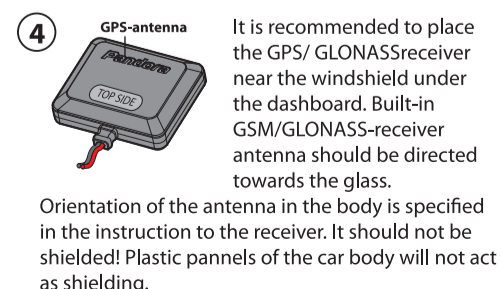 4
GPS-antenna
Pandora
TOP SIDE
It is recommended to place
the GPS/ GLONASSreceiver
near the windshield under
the dashboard. Built-in
GSM/GLONASS-receiver
antenna should be directed
towards the glass.
Orientation of the antenna in the body is specified
in the instruction to the receiver. It should not be
shielded! Plastic pannels of the car body will not act
as shielding.